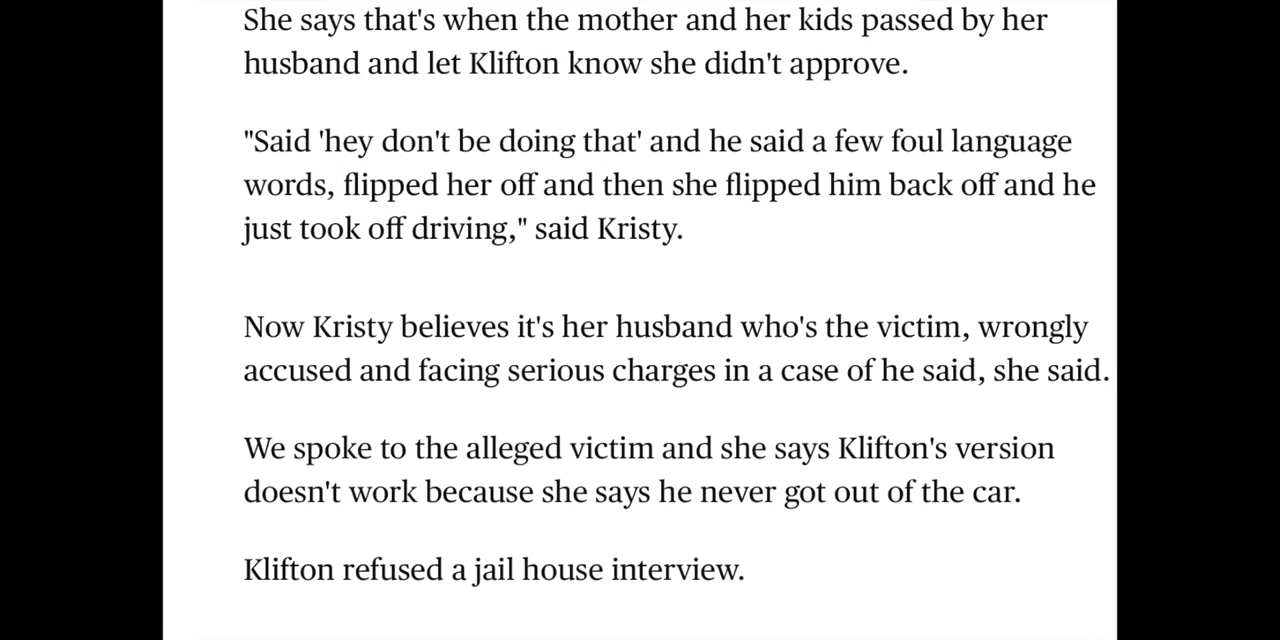 She says that's when the mother and her kids passed by her
husband and let Klifton know she didn't approve.
"Said 'hey don't be doing that' and he said a few foul language
words, flipped her off and then she flipped him back off and he
just took off driving," said Kristy.
Now Kristy believes it's her husband who's the victim, wrongly
accused and facing serious charges in a case of he said, she said.
We spoke to the alleged victim and she says Klifton's version
doesn't work because she says he never got out of the car.
Klifton refused a jail house interview.